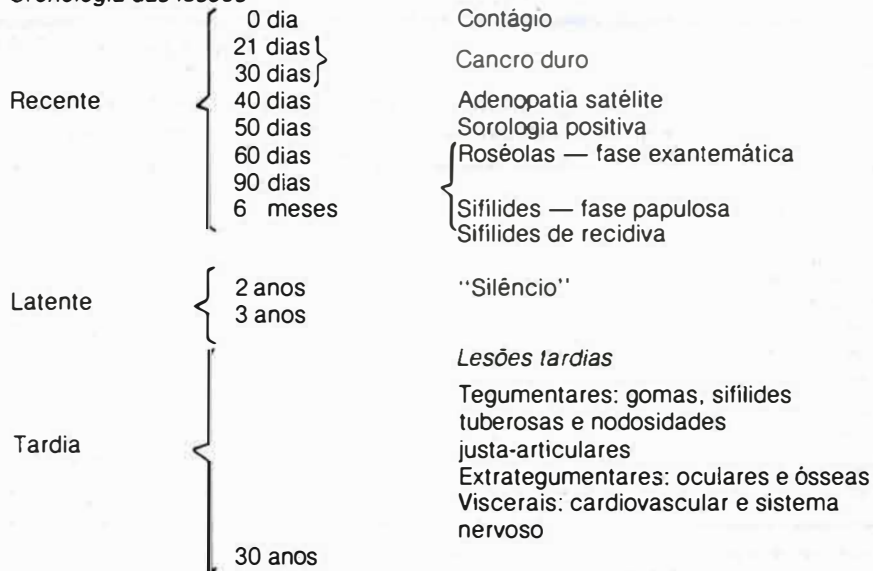 Cronologia das lesões
0 dia Contágio
21 dias
30 dias Cancro duro
Recente 40 dias Adenopatia satélite
50 dias Sorologia positiva
60 dias Roséolas — fase exantemática
90 dias
6 meses Sifílides — fase papulosa
Sifílides de recidiva
Latente 2 anos "Silêncio"
3 anos
Lesões tardias
Tegumentares: gomas, sifílides
tuberosas e nodosidades
Tardia justa-articulares
Extrategumentares: oculares e ósseas
Viscerais: cardiovascular e sistema
nervoso
30 anos